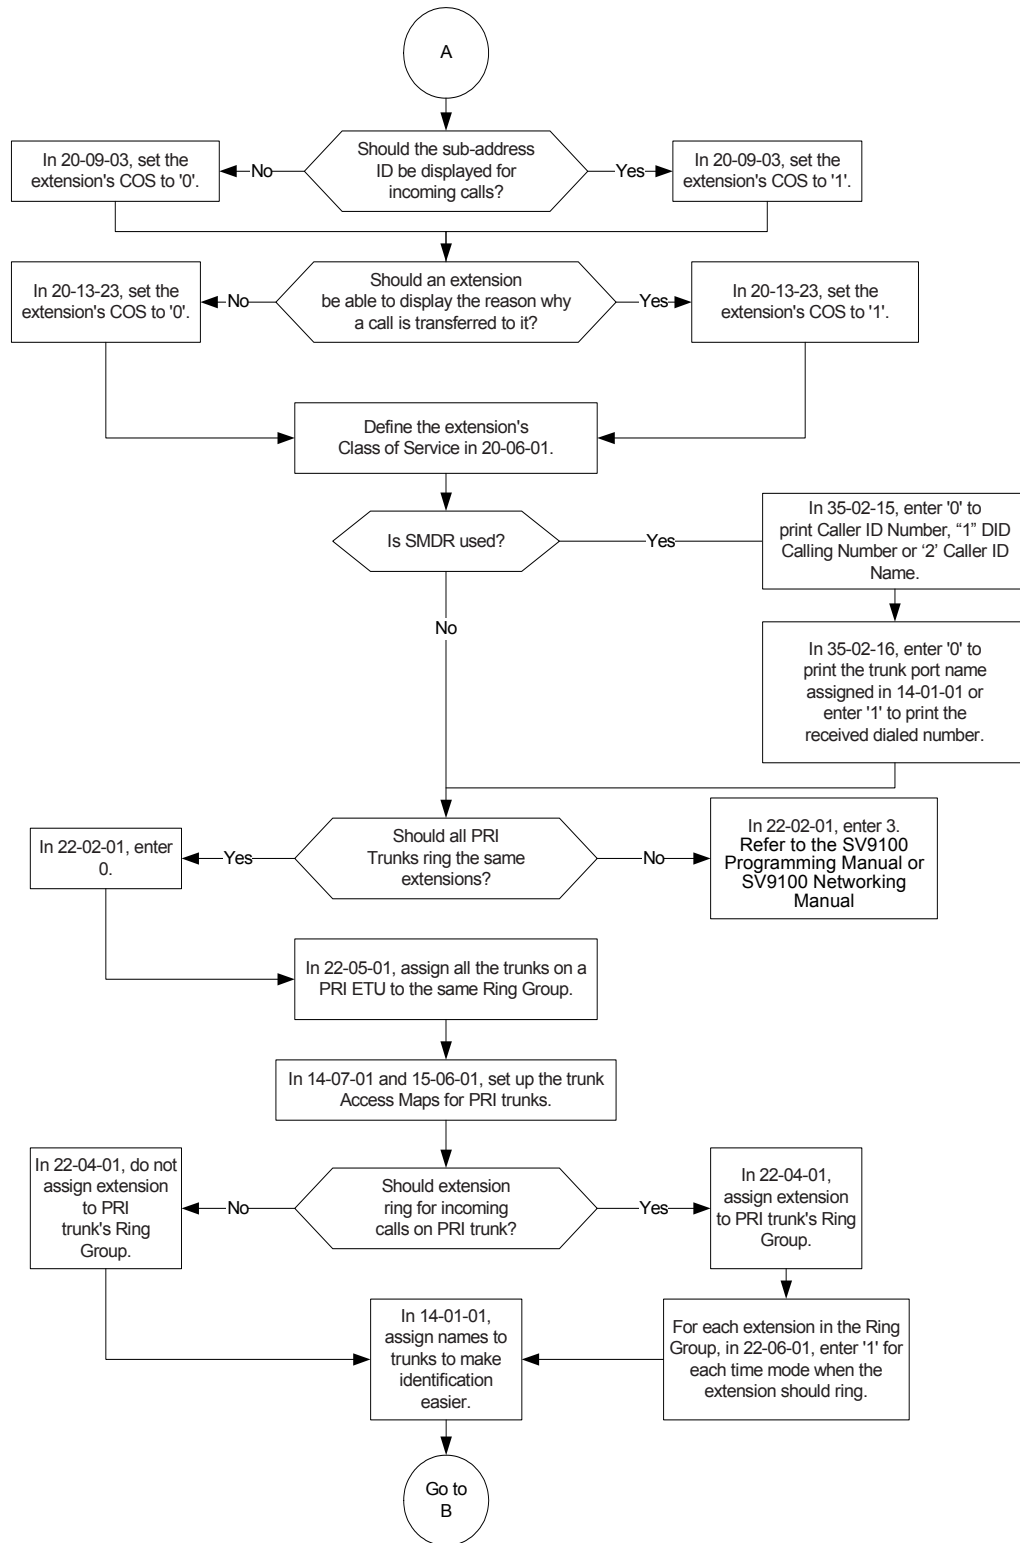 A
Should the sub-address
ID be displayed for
incoming calls?
No
Yes
In 20-09-03, set the
extension's COS to '0'.
In 20-09-03, set the
extension's COS to '1'.
Should an extension
be able to display the reason why
a call is transferred to it?
No
Yes
In 20-13-23, set the
extension's COS to '0'.
In 20-13-23, set the
extension's COS to '1'.
Define the extension's
Class of Service in 20-06-01.
Is SMDR used?
Yes
No
In 35-02-15, enter '0' to
print Caller ID Number, “1” DID
Calling Number or ‘2’ Caller ID
Name.
In 35-02-16, enter '0' to
print the trunk port name
assigned in 14-01-01 or
enter '1' to print the
received dialed number.
Should all PRI
Trunks ring the same
extensions?
Yes
No
In 22-02-01, enter
0.
In 22-02-01, enter 3.
Refer to the SV9100
Programming Manual or
SV9100 Networking
Manual
In 22-05-01, assign all the trunks on a
PRI ETU to the same Ring Group.
In 14-07-01 and 15-06-01, set up the trunk
Access Maps for PRI trunks.
Should extension
ring for incoming
calls on PRI trunk?
No
Yes
In 22-04-01, do not
assign extension
to PRI
trunk's Ring
Group.
In 22-04-01,
assign extension
to PRI trunk's Ring
Group.
For each extension in the Ring
Group, in 22-06-01, enter '1' for
each time mode when the
extension should ring.
In 14-01-01,
assign names to
trunks to make
identification
easier.
Go to
B